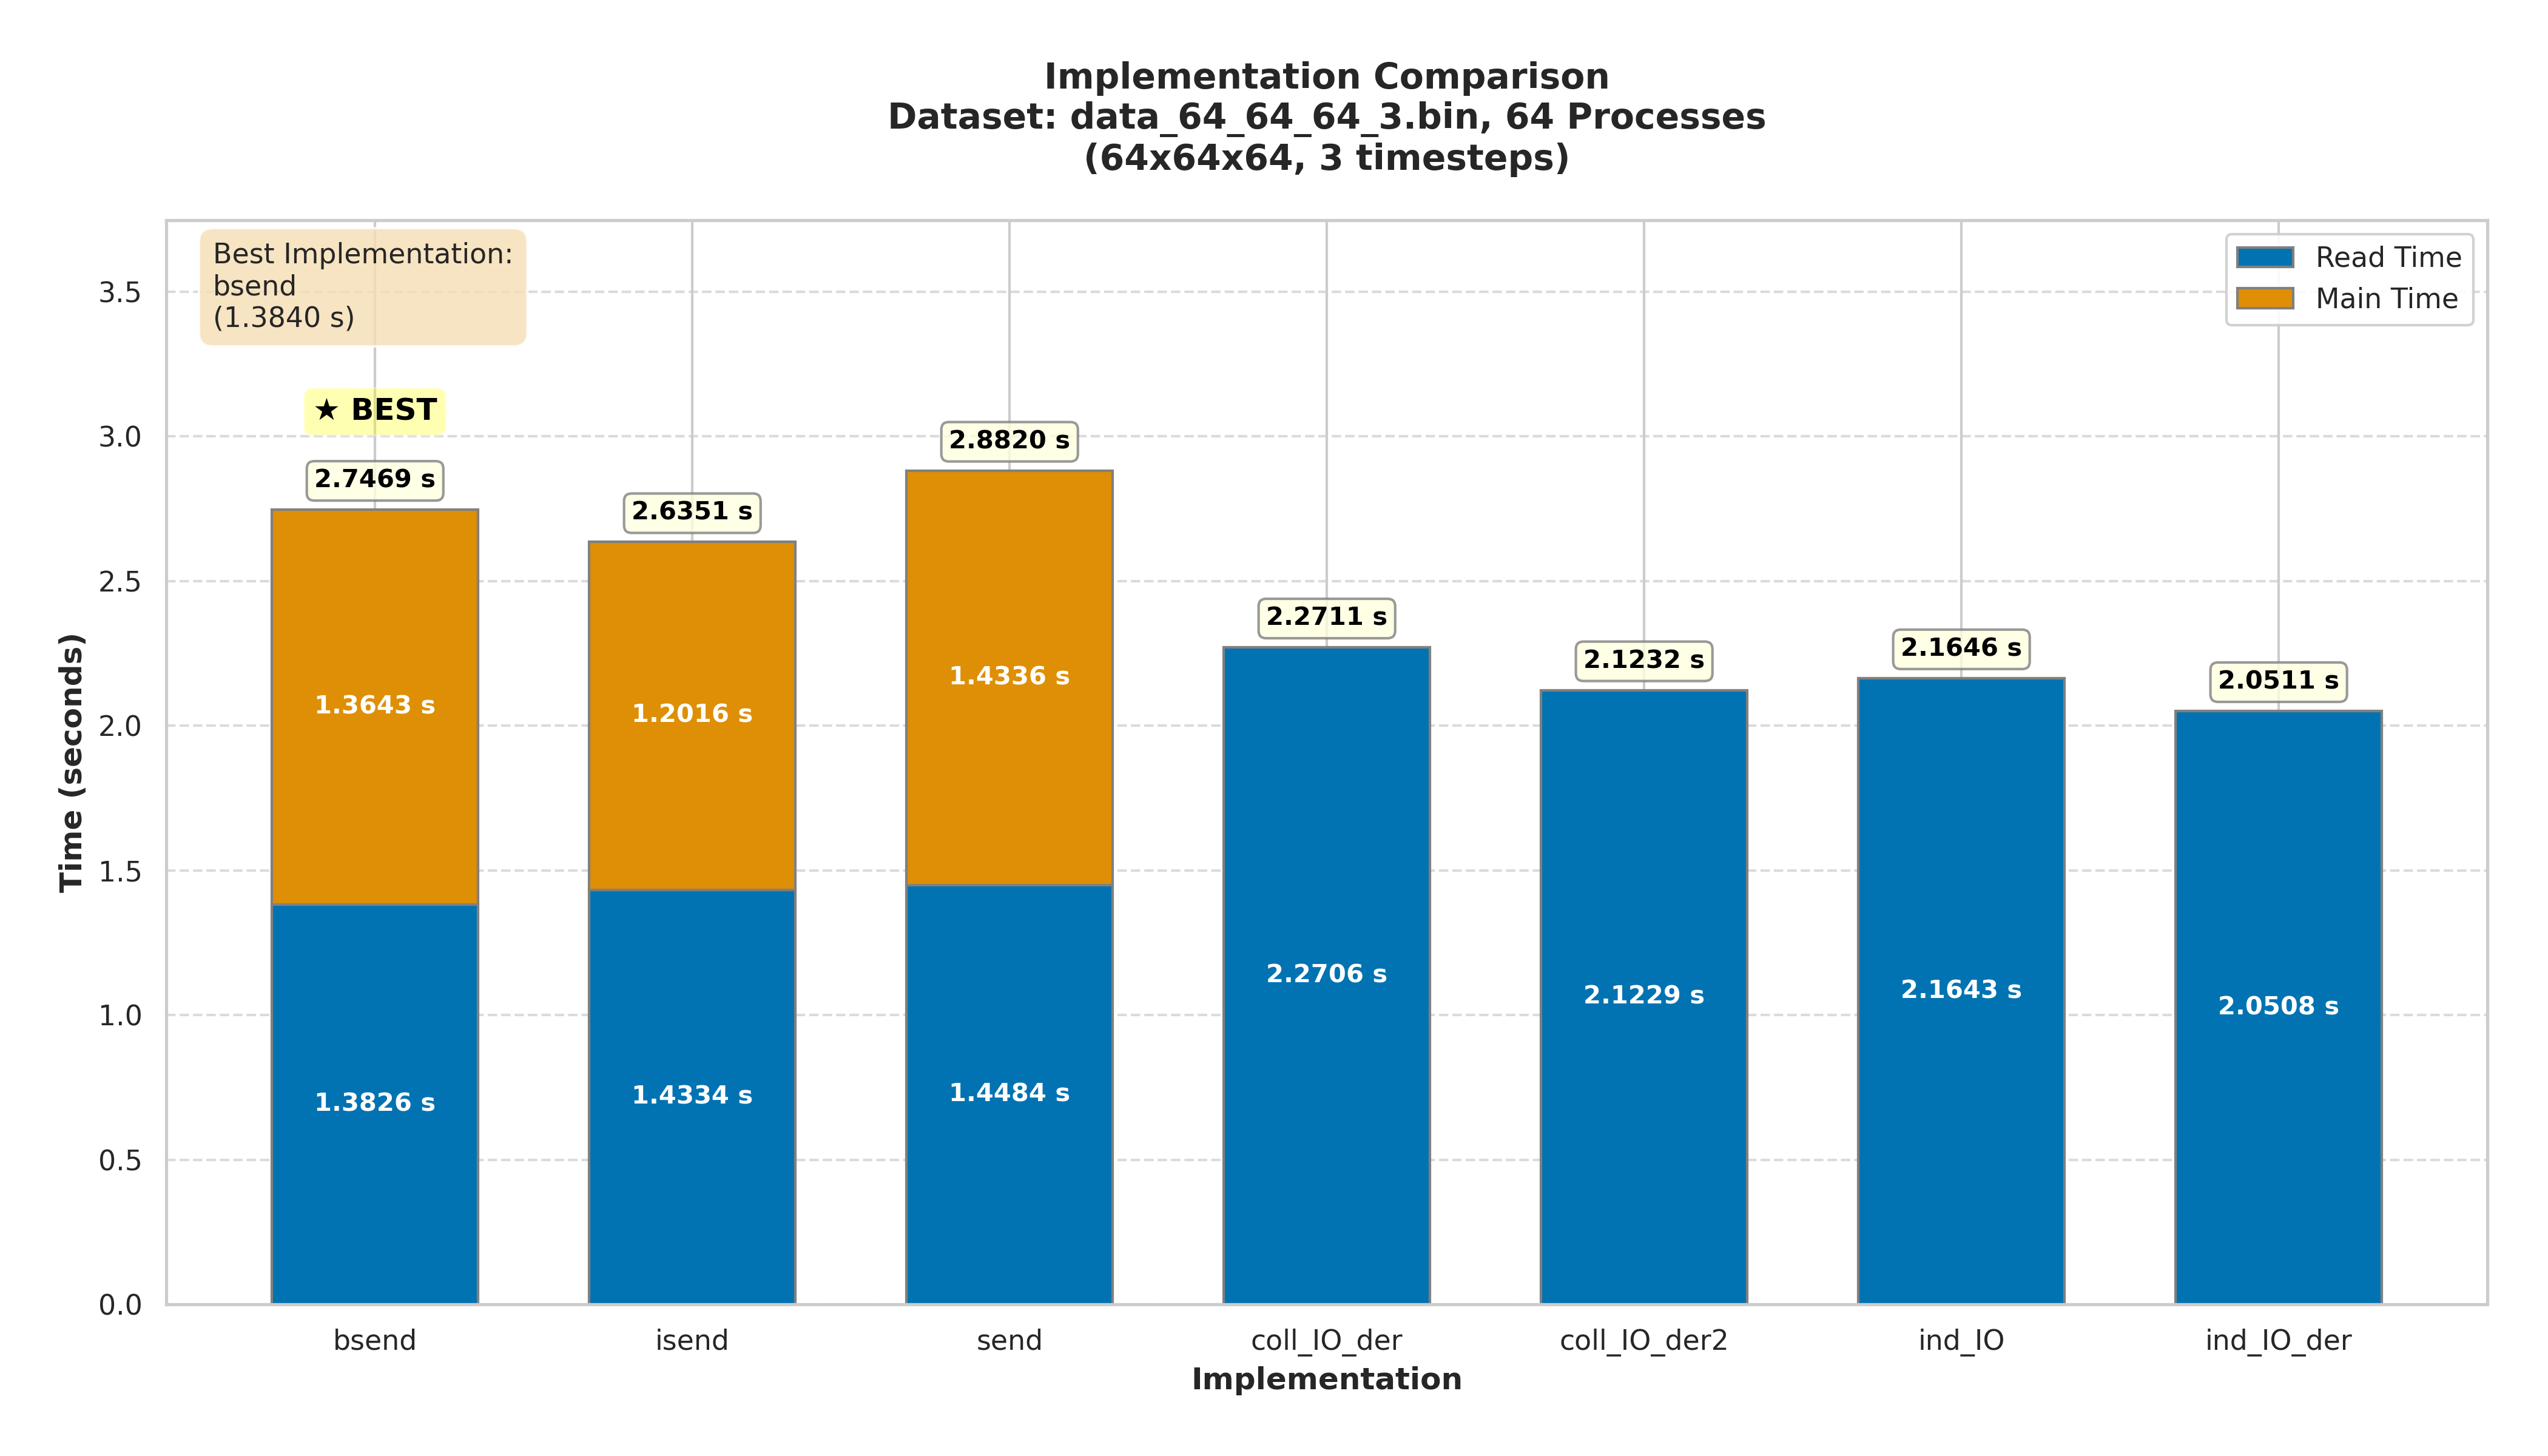 Implementation Comparison
Dataset: data_64_64_64_3.bin, 64 Processes
(64x64x64, 3 timesteps)
Best Implementation:
bsend
(1.3840 s)
Read Time
Main Time
★ BEST
2.7469 s
2.6351 s
2.8820 s
2.2711 s
2.1232 s
2.1646 s
2.0511 s
1.3643 s
1.2016 s
1.4336 s
1.3826 s
1.4334 s
1.4484 s
2.2706 s
2.1229 s
2.1643 s
2.0508 s
Time (seconds)
3.5
3.0
2.5
2.0
1.5
1.0
0.5
0.0
bsend
isend
send
coll_IO_der
coll_IO_der2
ind_IO
ind_IO_der
Implementation